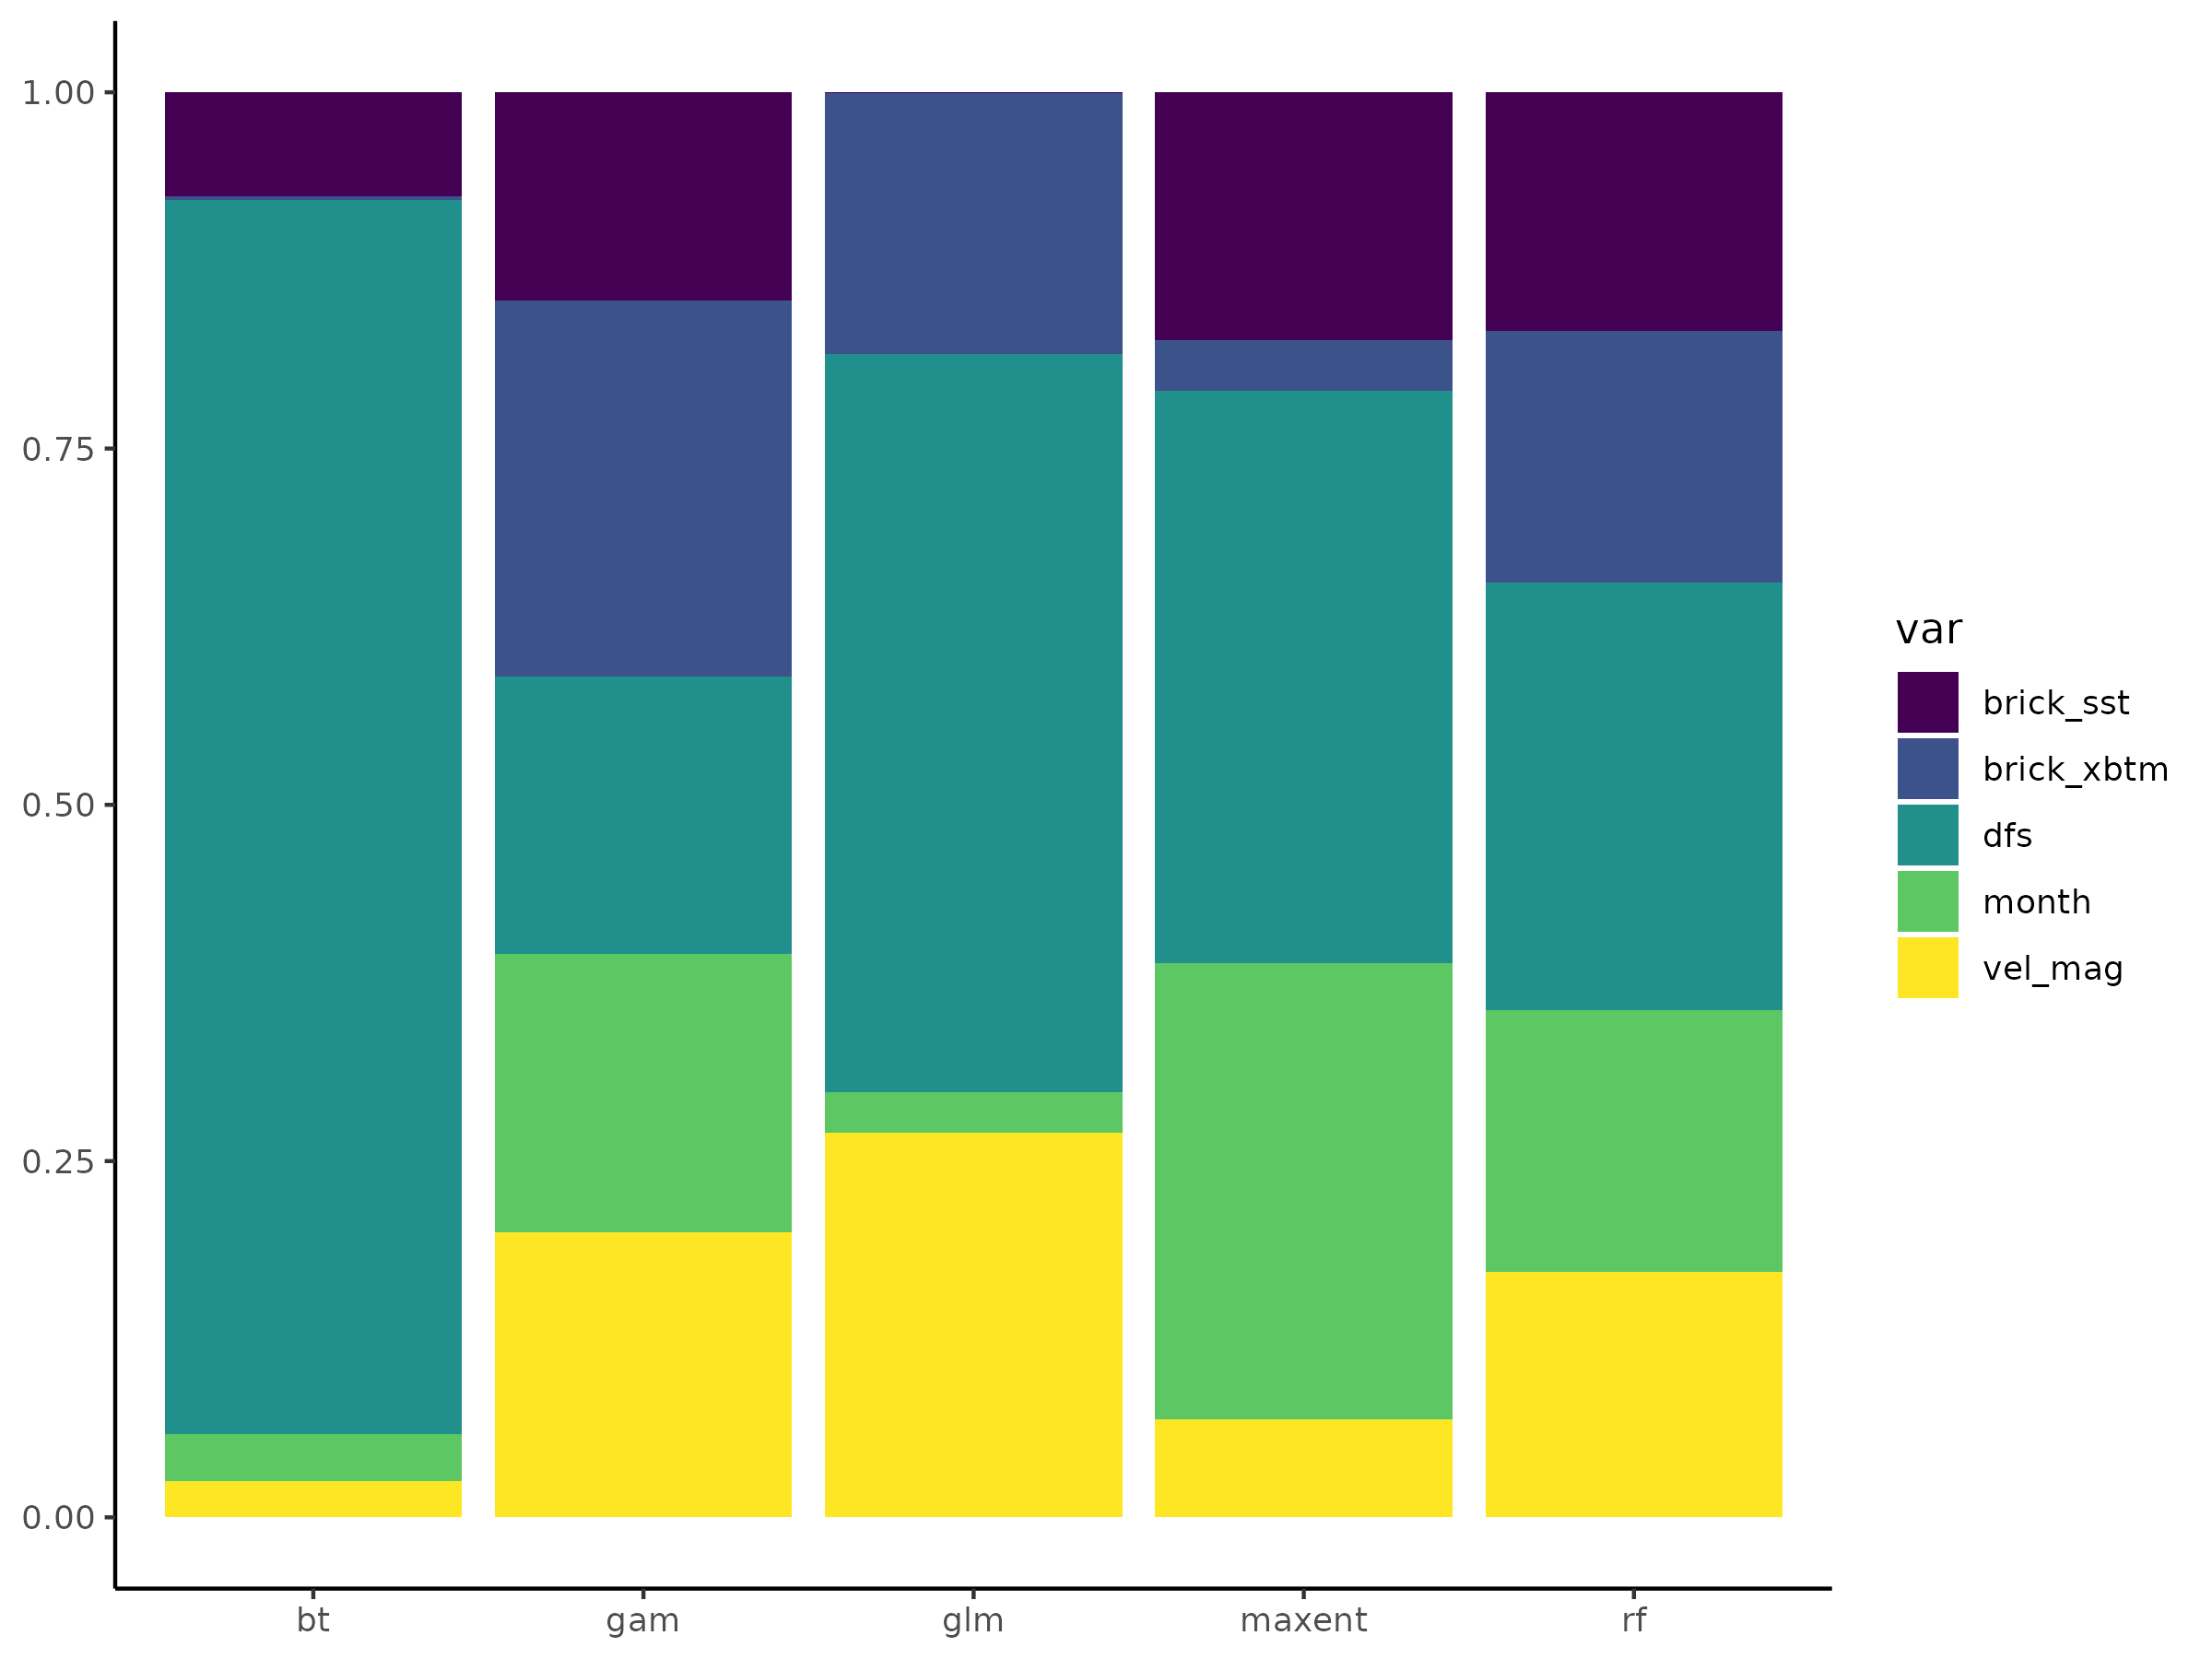 1.00
0.75
0.50
0.25
0.00
bt gam glm maxent rf
var
brick_sst
brick_xbtm
dfs
month
vel_mag